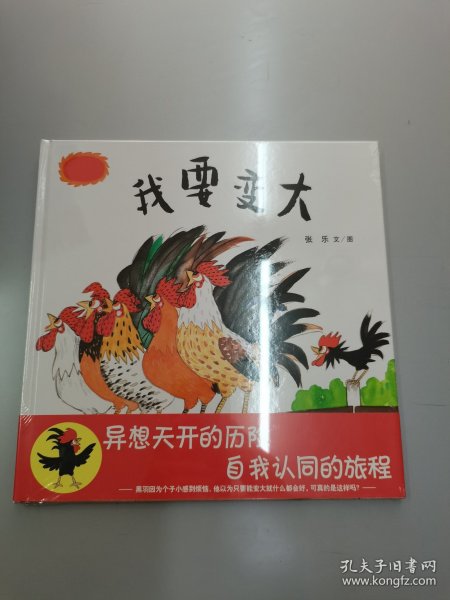 我要变大
张 乐 文/图
异想天开的历险
自我认同的旅程
黑羽因为个子小感到烦恼，他以为只要能变大就什么都会好，可真的是这样吗？
孔夫子旧书网
www.kongfz.com